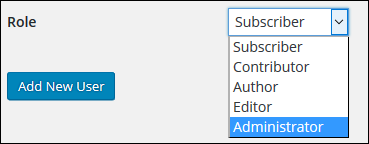 Role Subscriber
Subscriber
Contributor
Author
Editor
Administrator
Add New User